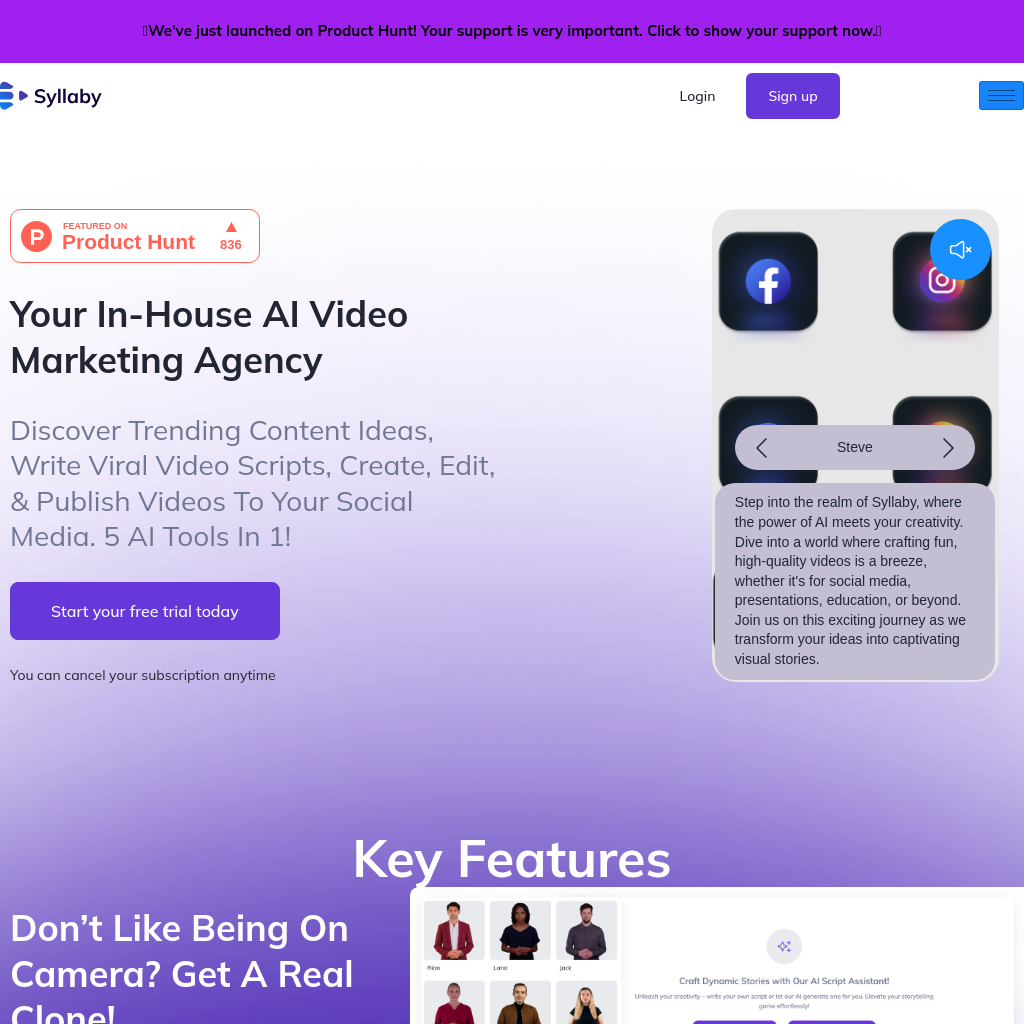 We've just launched on Product Hunt! Your support is very important. Click to show your support now.
Syllaby
Login
Sign up
FEATURED ON
Product Hunt
836
Your In-House AI Video
Marketing Agency
Discover Trending Content Ideas,
Write Viral Video Scripts, Create, Edit,
& Publish Videos To Your Social
Media. 5 AI Tools In 1!
Start your free trial today
You can cancel your subscription anytime
Steve
Step into the realm of Syllaby, where
the power of AI meets your creativity.
Dive into a world where crafting fun,
high-quality videos is a breeze,
whether it's for social media,
presentations, education, or beyond.
Join us on this exciting journey as we
transform your ideas into captivating
visual stories.
Key Features
Don’t Like Being On
Camera? Get A Real
Clone!
Lana
Jack
Craft Dynamic Stories with Our AI Script Assistant!
Unleash your creativity – write your own script or let our AI generate one for you. Elevate your storytelling
game effortlessly!